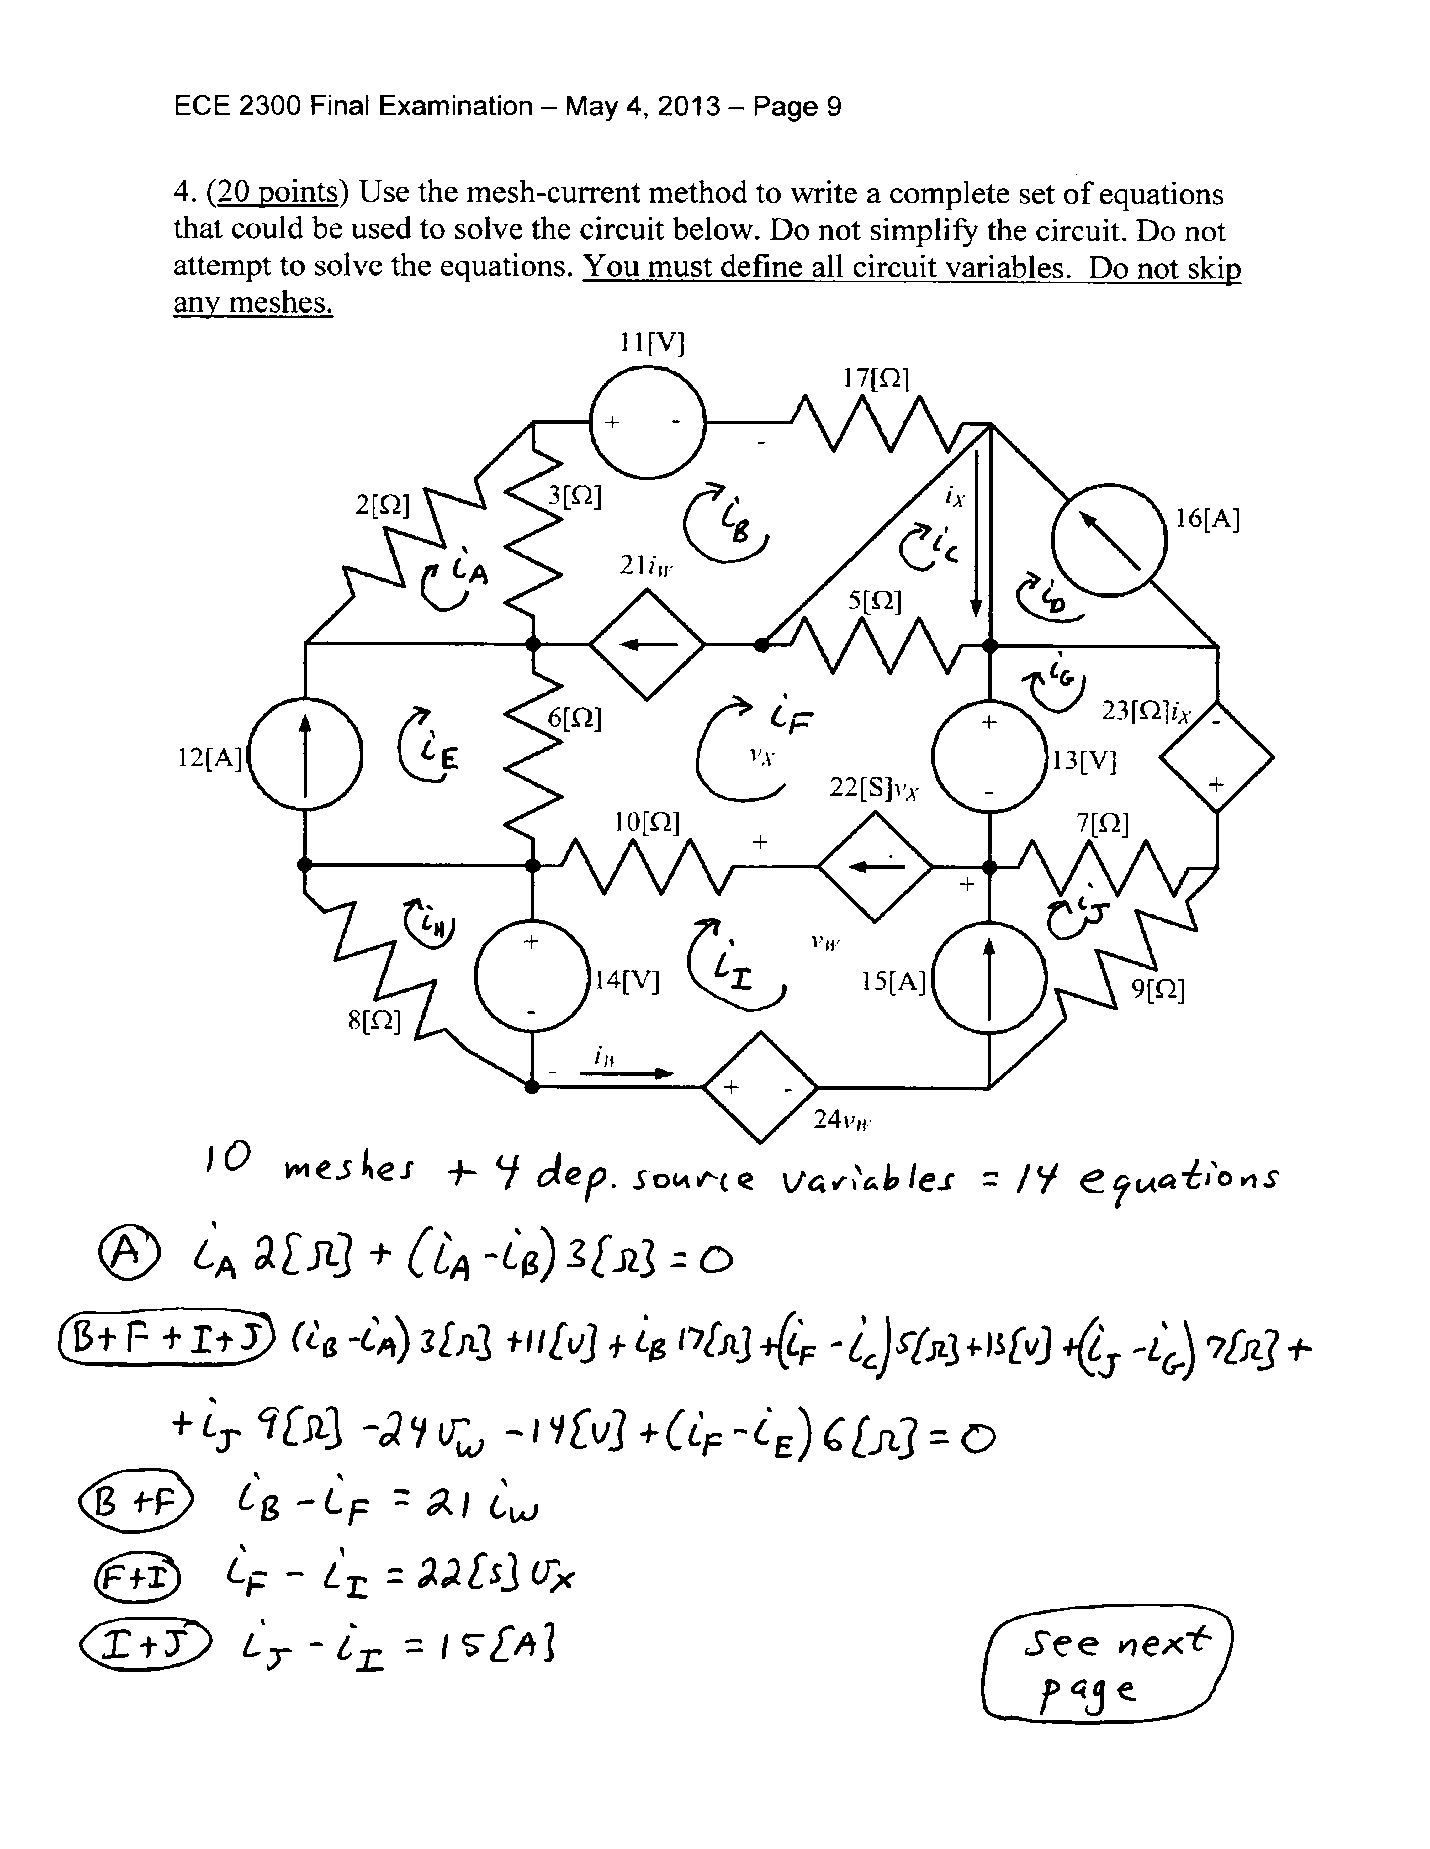 ECE 2300 Final Examination – May 4, 2013 – Page 9
4. (20 points) Use the mesh-current method to write a complete set of equations
that could be used to solve the circuit below. Do not simplify the circuit. Do not
attempt to solve the equations. You must define all circuit variables. Do not skip
any meshes.
11[V]
17[Ω]
+ -
-
2[Ω]
3[Ω]
iX
16[A]
iB
iC
iA
21iW
5[Ω]
iD
iG
6[Ω]
iF
23[Ω]iX
-
12[A]
iE
vX
+
13[V]
+
22[S]vX
-
10[Ω]
7[Ω]
+
+
iH
iJ
+
14[V]
iI
vW
15[A]
9[Ω]
8[Ω]
-
iW
-
+ -
24vW
10 meshes + 4 dep. source variables = 14 equations
A iA 2[Ω] + (iA - iB) 3[Ω] = 0
B+F+I+J (iB - iA) 3[Ω] + 11[V] + iB 17[Ω] + (iF - iC) 5[Ω] + 13[V] + (iJ - iG) 7[Ω] +
+ iJ 9[Ω] - 24 vW - 14[V] + (iF - iE) 6[Ω] = 0
B+F iB - iF = 21 iW
F+I iF - iI = 22[S] vX
I+J iJ - iI = 15[A]
see next
page